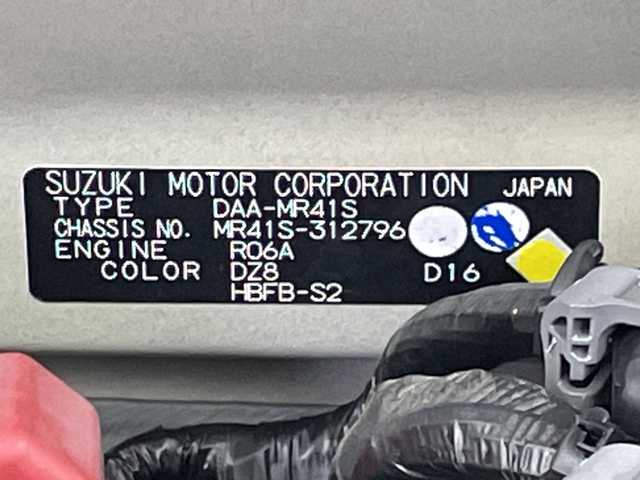 SUZUKI MOTOR CORPORATION JAPAN
TYPE DAA-MR41S
CHASSIS NO. MR41S-312796
ENGINE R06A
COLOR DZ8 D16
HBFB-S2